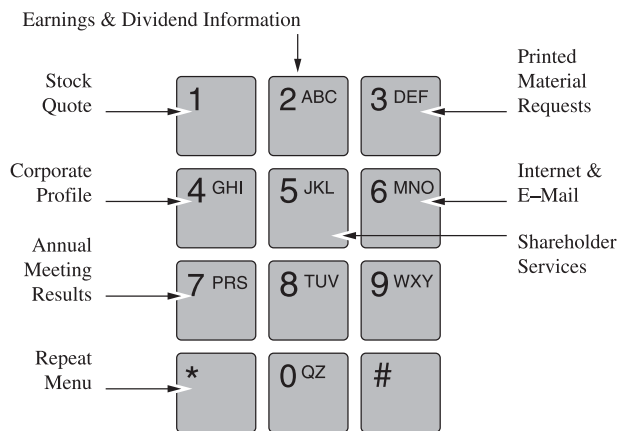 Earnings & Dividend Information
Stock
Quote
1
2 ABC
3 DEF
Printed
Material
Requests
Corporate
Profile
4 GHI
5 JKL
6 MNO
Internet &
E–Mail
Shareholder
Services
Annual
Meeting
Results
7 PRS
8 TUV
9 WXY
Repeat
Menu
*
0 QZ
#